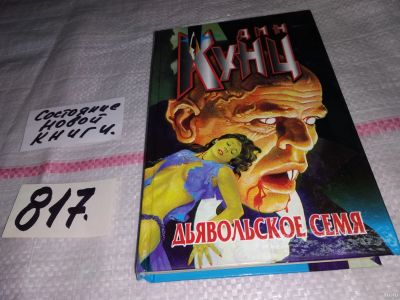 Состояние
новой
книги.
817.
ДИН
КУНЦ
ДЬЯВОЛЬСКОЕ СЕМЯ